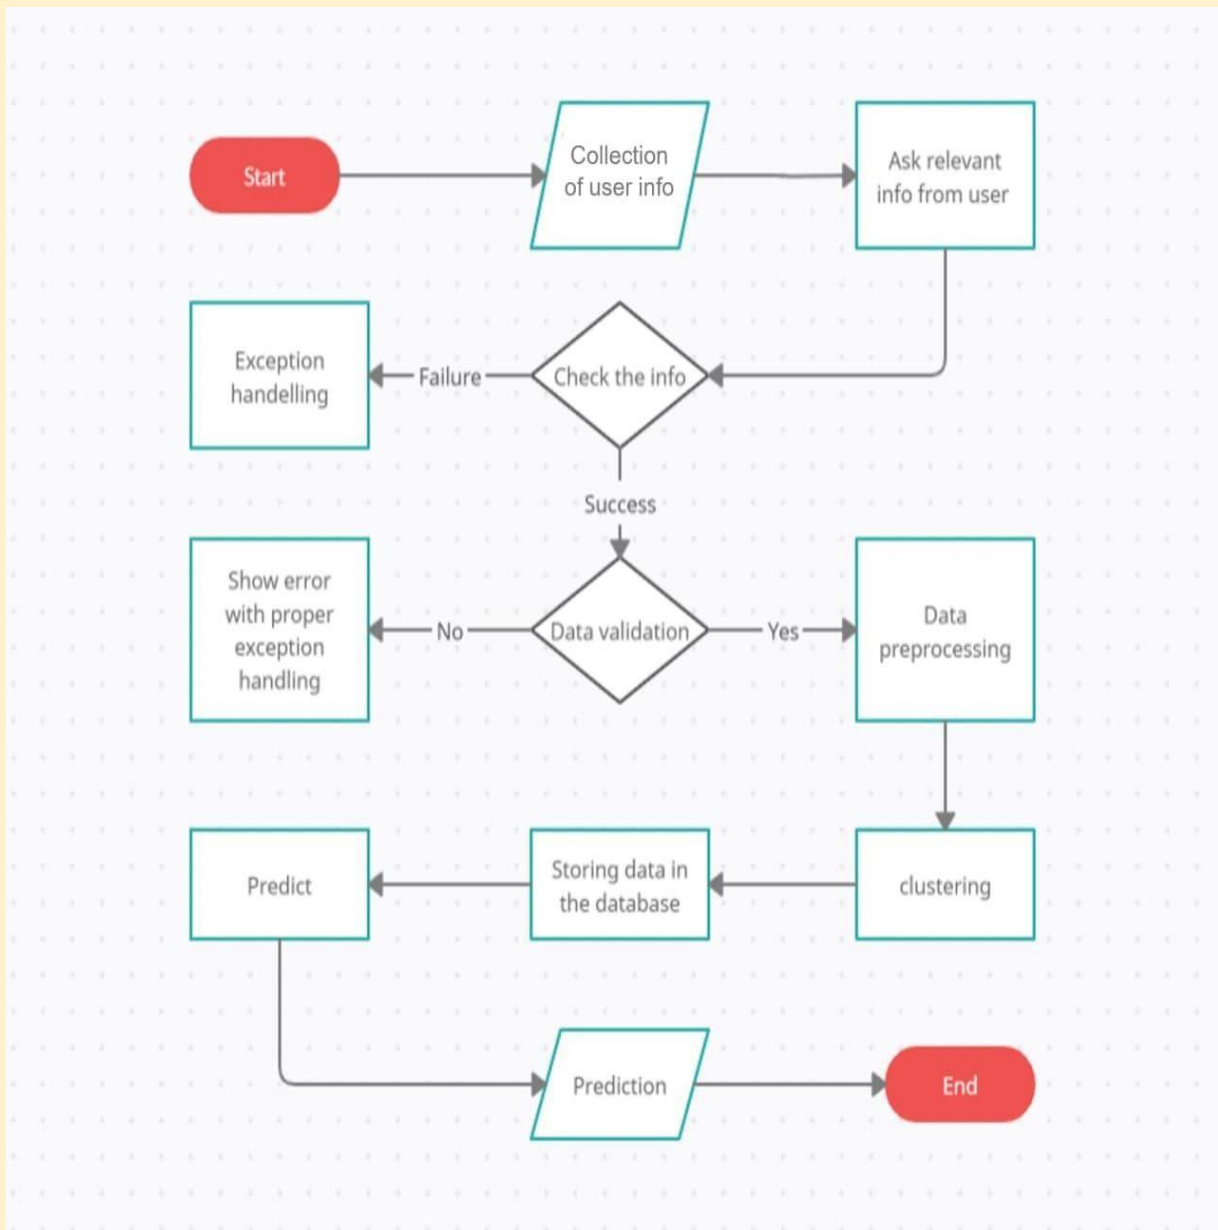 Start
Collection
of user info
Ask relevant
info from user
Exception
handelling
Failure
Check the info
Success
Show error
with proper
exception
handling
No
Data validation
Yes
Data
preprocessing
Predict
Storing data in
the database
clustering
Prediction
End